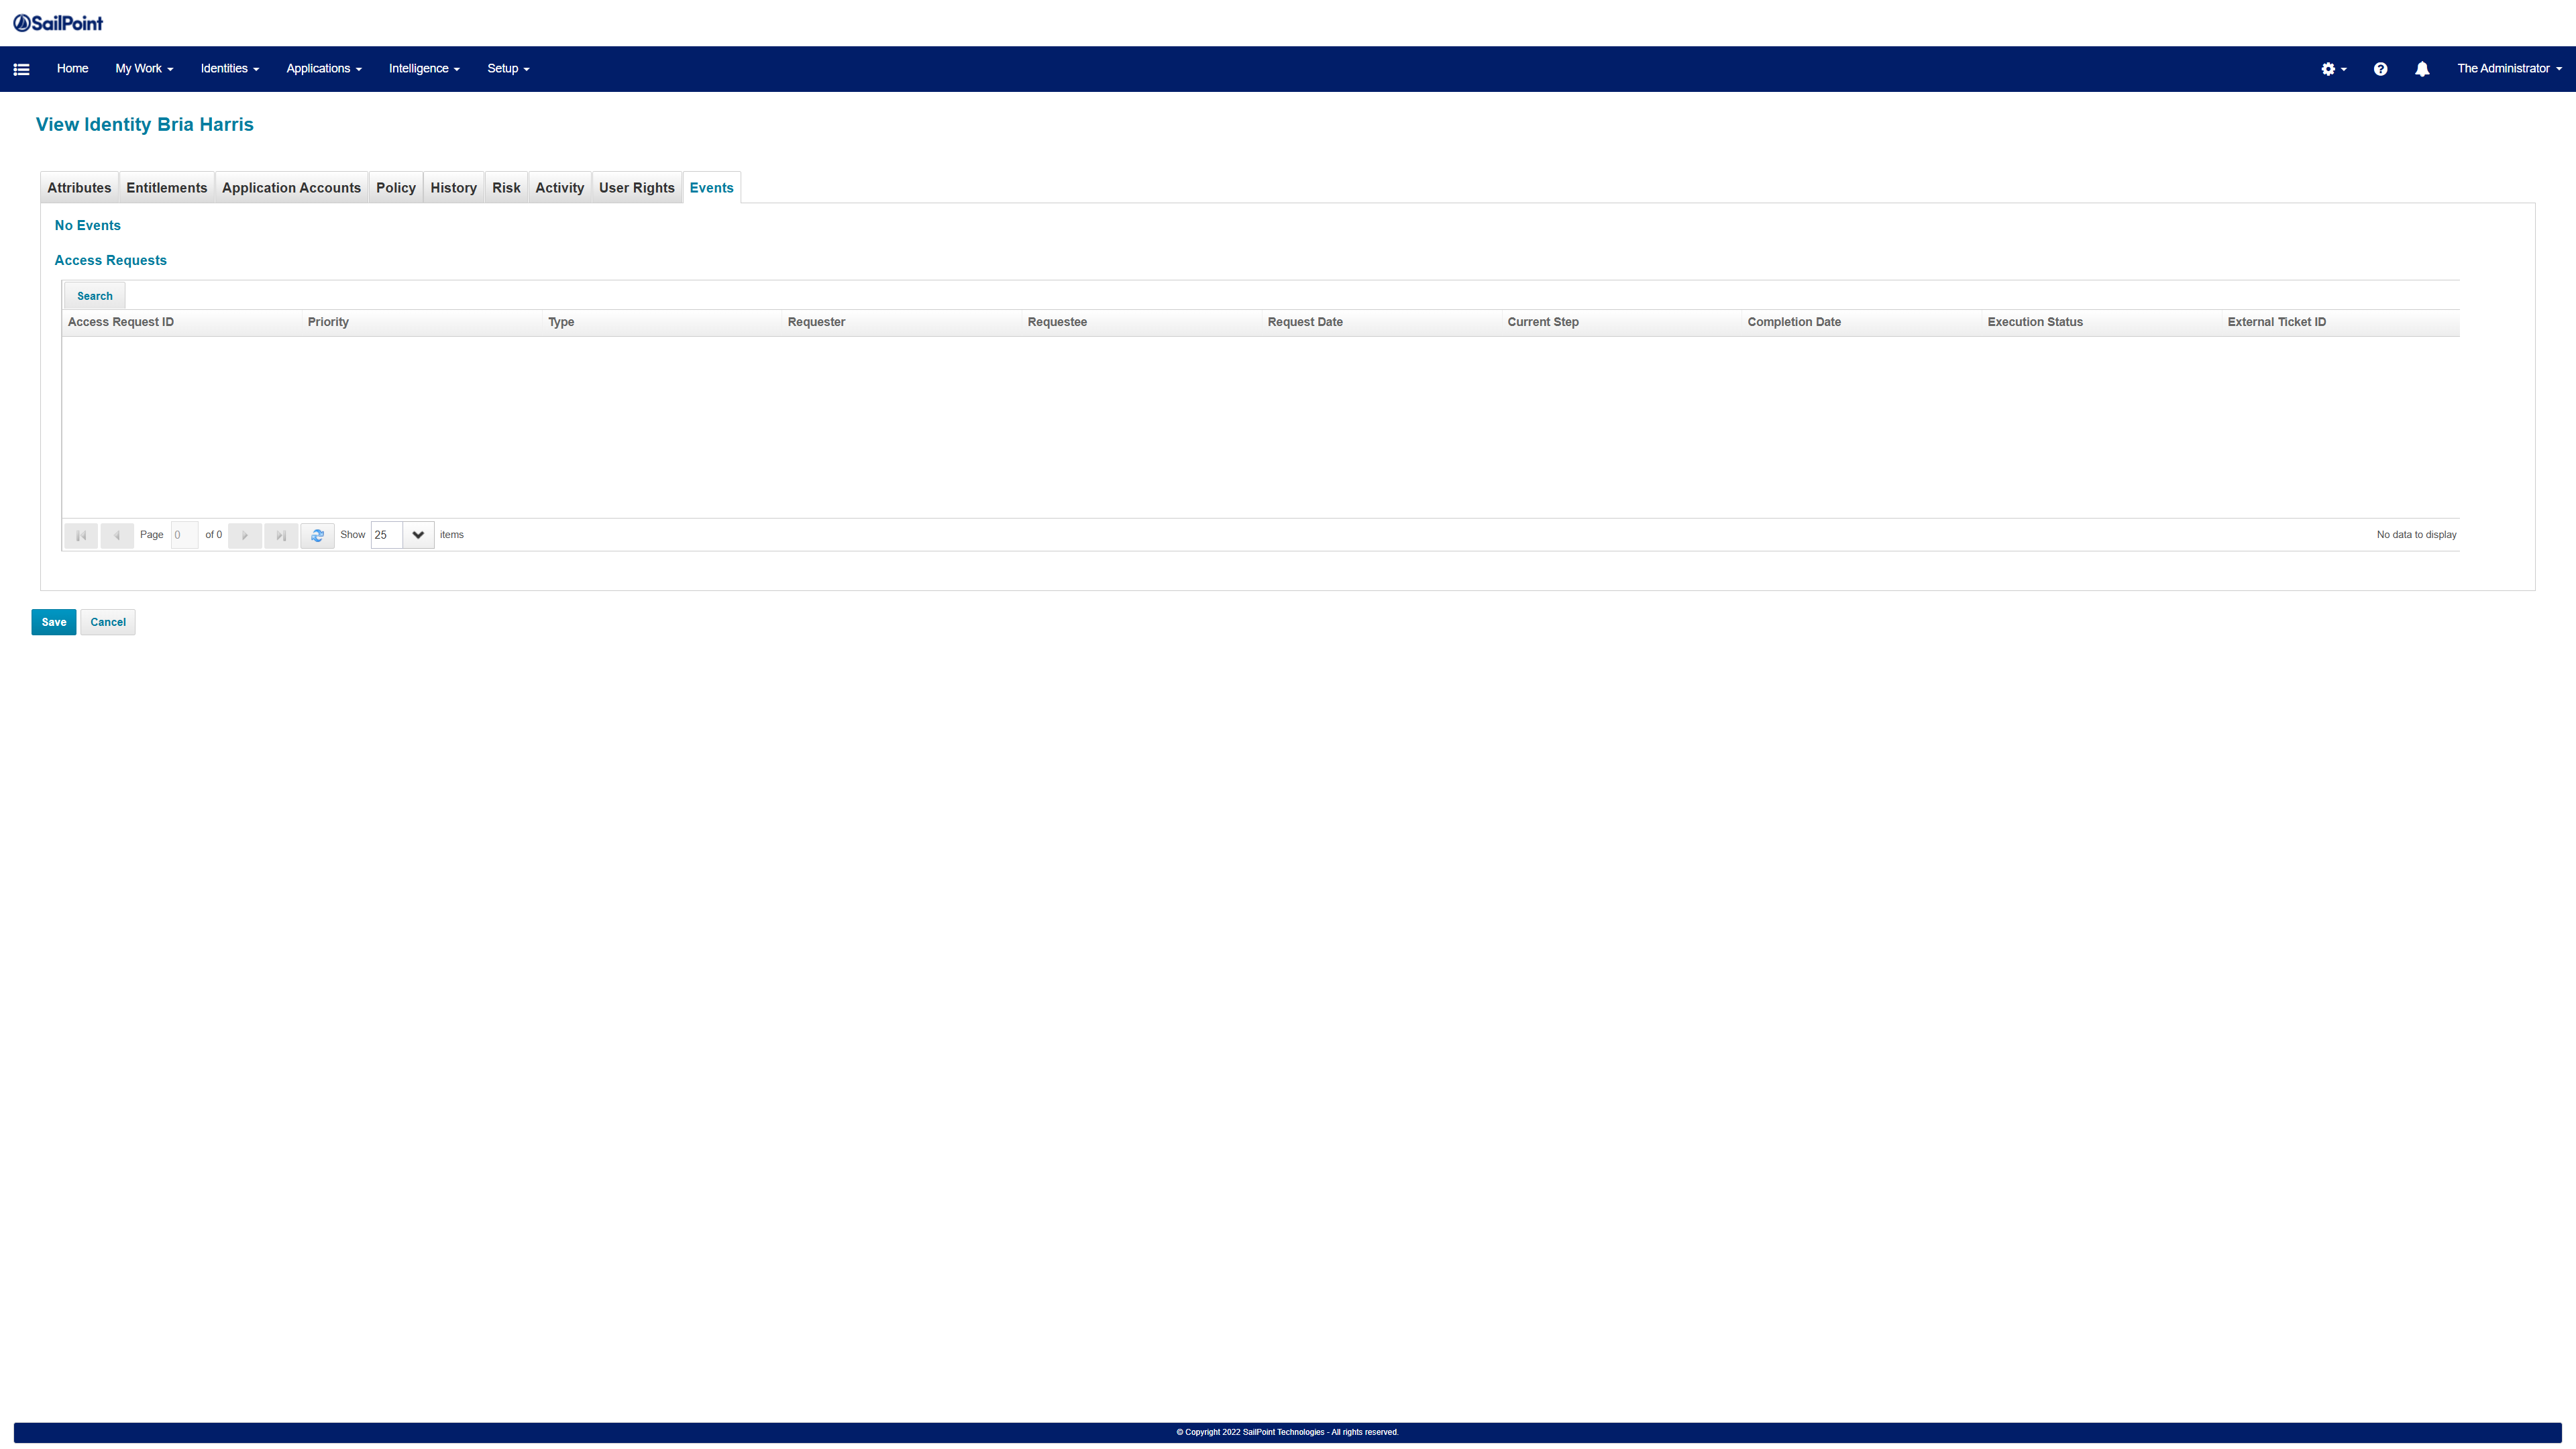 SailPoint
Home My Work Identities Applications Intelligence Setup The Administrator
View Identity Bria Harris
Attributes Entitlements Application Accounts Policy History Risk Activity User Rights Events
No Events
Access Requests
Search
Access Request ID Priority Type Requester Requestee Request Date Current Step Completion Date Execution Status External Ticket ID
Page 0 of 0 Show 25 items No data to display
Save Cancel
© Copyright 2022 SailPoint Technologies - All rights reserved.